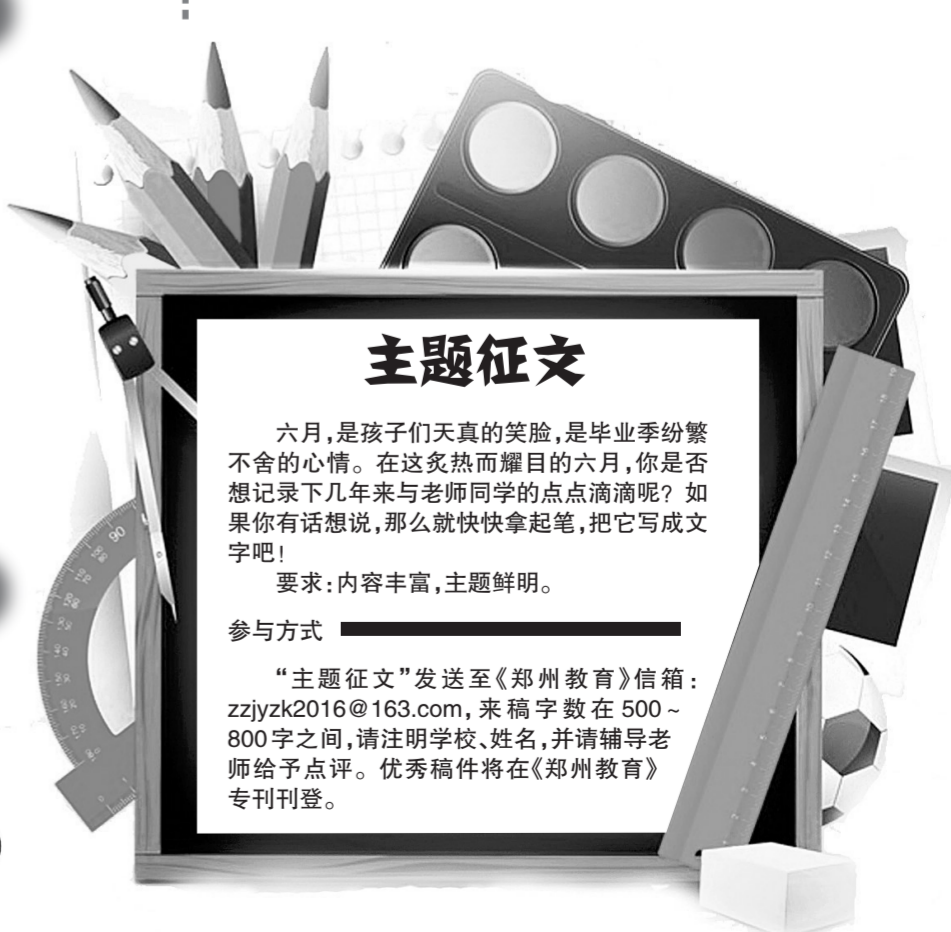 主题征文
六月,是孩子们天真的笑脸,是毕业季纷繁
不舍的心情。在这炙热而耀目的六月,你是否
想记录下几年来与老师同学的点点滴滴呢?如
果你有话想说,那么就快快拿起笔,把它写成文
字吧!
要求:内容丰富,主题鲜明。
参与方式
“主题征文”发送至《郑州教育》信箱:
zzjyzk2016@163.com,来稿字数在500~
800字之间,请注明学校、姓名,并请辅导老
师给予点评。优秀稿件将在《郑州教育》
专刊刊登。